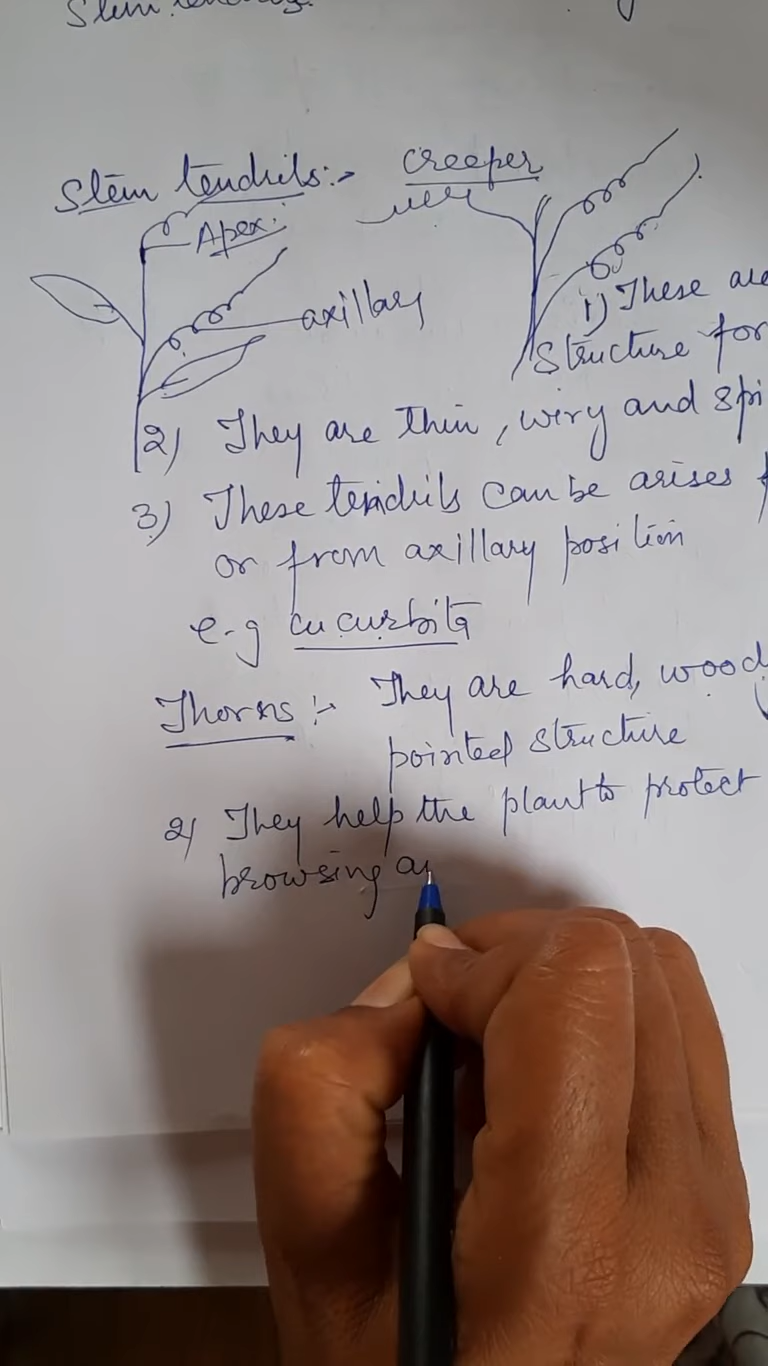 Stem tendrils:- creeper
Apex.
axillary
1) These are
structure for
2) They are thin, wiry and spi
3) These tendrils can be arises f
or from axillary position
e-g cucurbita
Thorns :- They are hard, wood
pointed structure
2) They help the plant to protect
browsing an